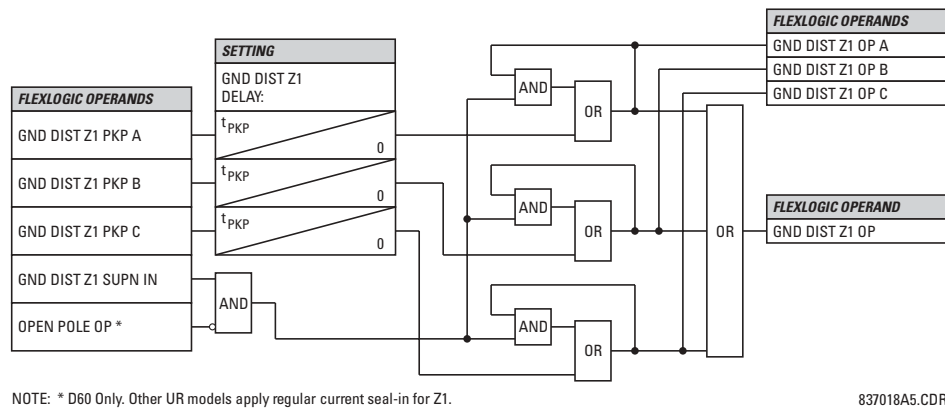 FLEXLOGIC OPERANDS
GND DIST Z1 PKP A
GND DIST Z1 PKP B
GND DIST Z1 PKP C
GND DIST Z1 SUPN IN
OPEN POLE OP *
SETTING
GND DIST Z1
DELAY:
tPKP
0
tPKP
0
tPKP
0
AND
AND
OR
AND
OR
AND
OR
OR
FLEXLOGIC OPERANDS
GND DIST Z1 OP A
GND DIST Z1 OP B
GND DIST Z1 OP C
FLEXLOGIC OPERAND
GND DIST Z1 OP
NOTE: * D60 Only. Other UR models apply regular current seal-in for Z1.
837018A5.CDR